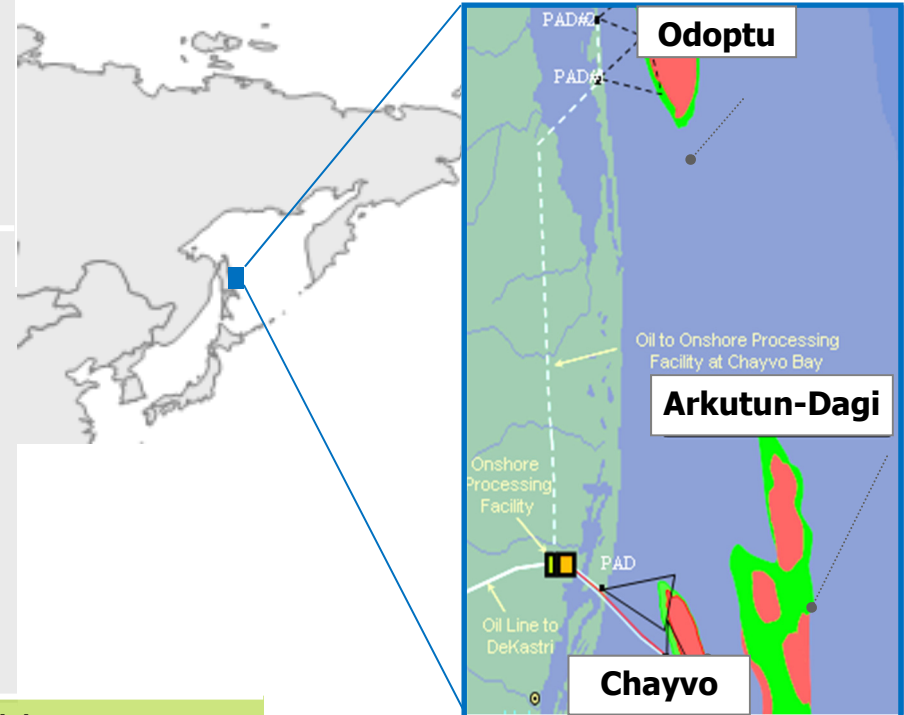 PAD#2
Odoptu
PAD#1
Oil to Onshore Processing
Facility at Chayvo Bay
Arkutun-Dagi
Onshore
Processing
Facility
PAD
Oil Line to
DeKastri
Chayvo